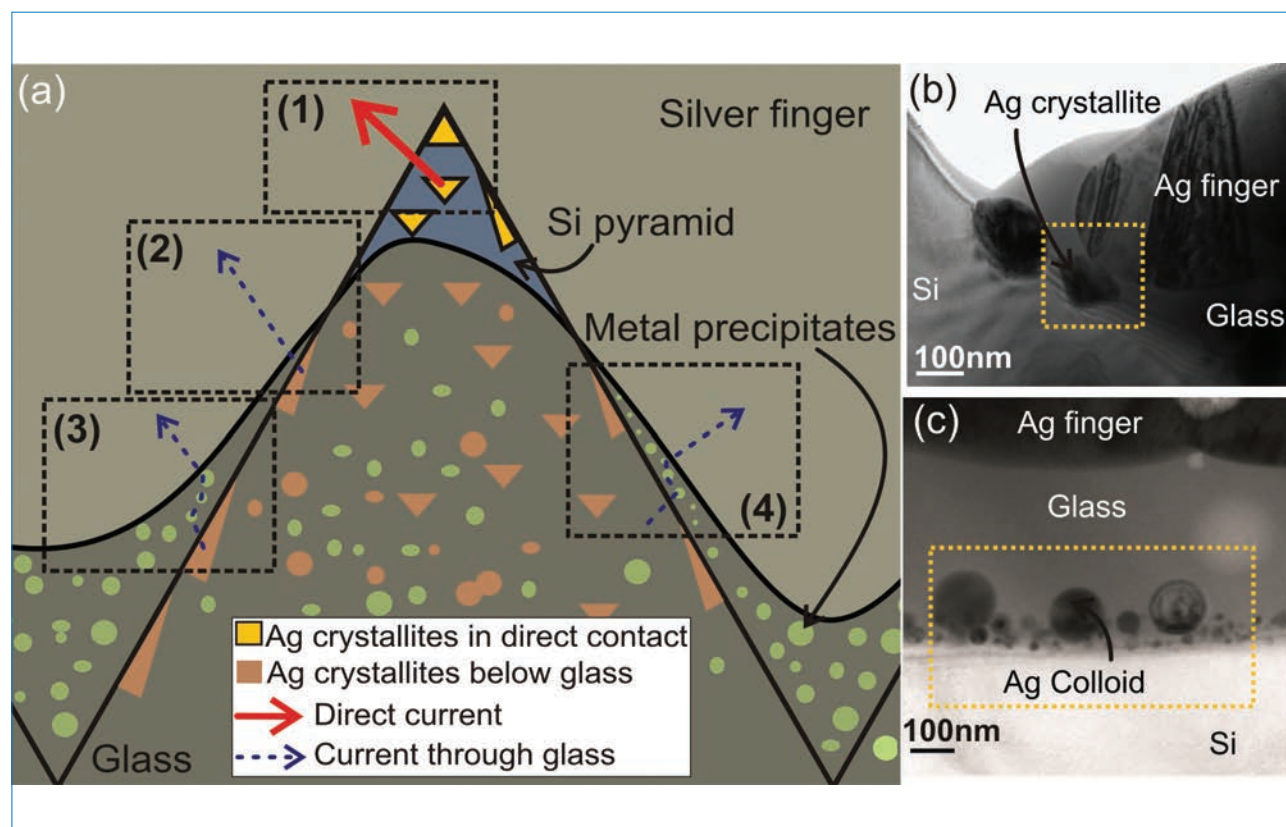 (a)
(1)
Silver finger
(2)
Si pyramid
Metal precipitates
(3)
(4)
Ag crystallites in direct contact
Ag crystallites below glass
Direct current
Current through glass
Glass
(b)
Ag crystallite
Ag finger
Si
Glass
100nm
(c)
Ag finger
Glass
Ag Colloid
100nm
Si